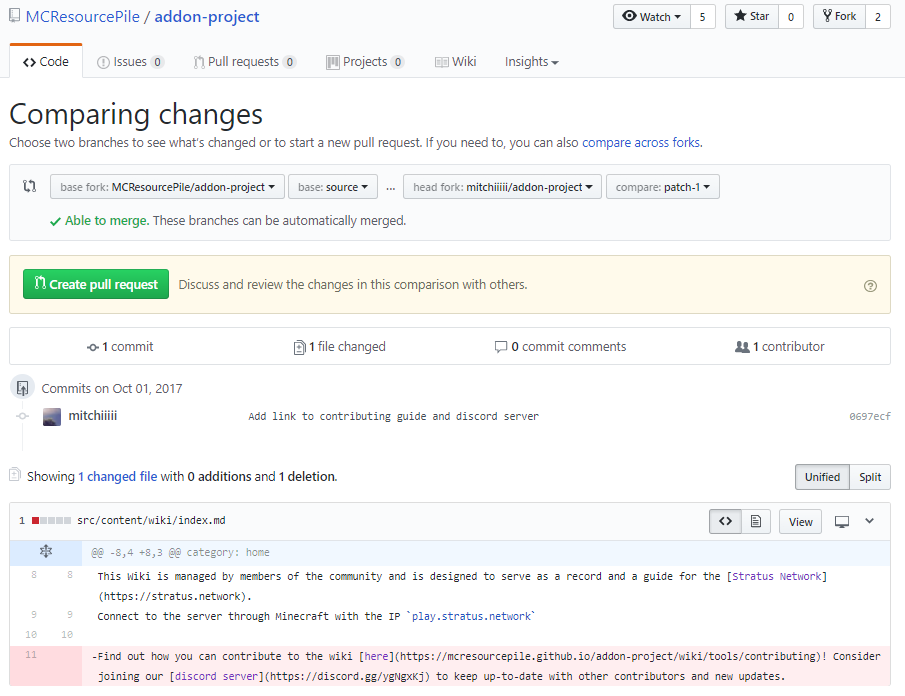 MCResourcePile / addon-project
Watch 5 Star 0 Fork 2
Code Issues 0 Pull requests 0 Projects 0 Wiki Insights
Comparing changes
Choose two branches to see what's changed or to start a new pull request. If you need to, you can also compare across forks.
base fork: MCResourcePile/addon-project base: source ... head fork: mitchiiiii/addon-project compare: patch-1
Able to merge. These branches can be automatically merged.
Create pull request Discuss and review the changes in this comparison with others.
1 commit 1 file changed 0 commit comments 1 contributor
Commits on Oct 01, 2017
mitchiiiii Add link to contributing guide and discord server 0697ecf
Showing 1 changed file with 0 additions and 1 deletion. Unified Split
1 src/content/wiki/index.md <> View
@@ -8,4 +8,3 @@ category: home
8 8 This Wiki is managed by members of the community and is designed to serve as a record and a guide for the [Stratus Network]
(https://stratus.network).
9 9 Connect to the server through Minecraft with the IP `play.stratus.network`
10 10
11 -Find out how you can contribute to the wiki [here](https://mcresourcepile.github.io/addon-project/wiki/tools/contributing)! Consider
joining our [discord server](https://discord.gg/ygNgxKj) to keep up-to-date with other contributors and new updates.